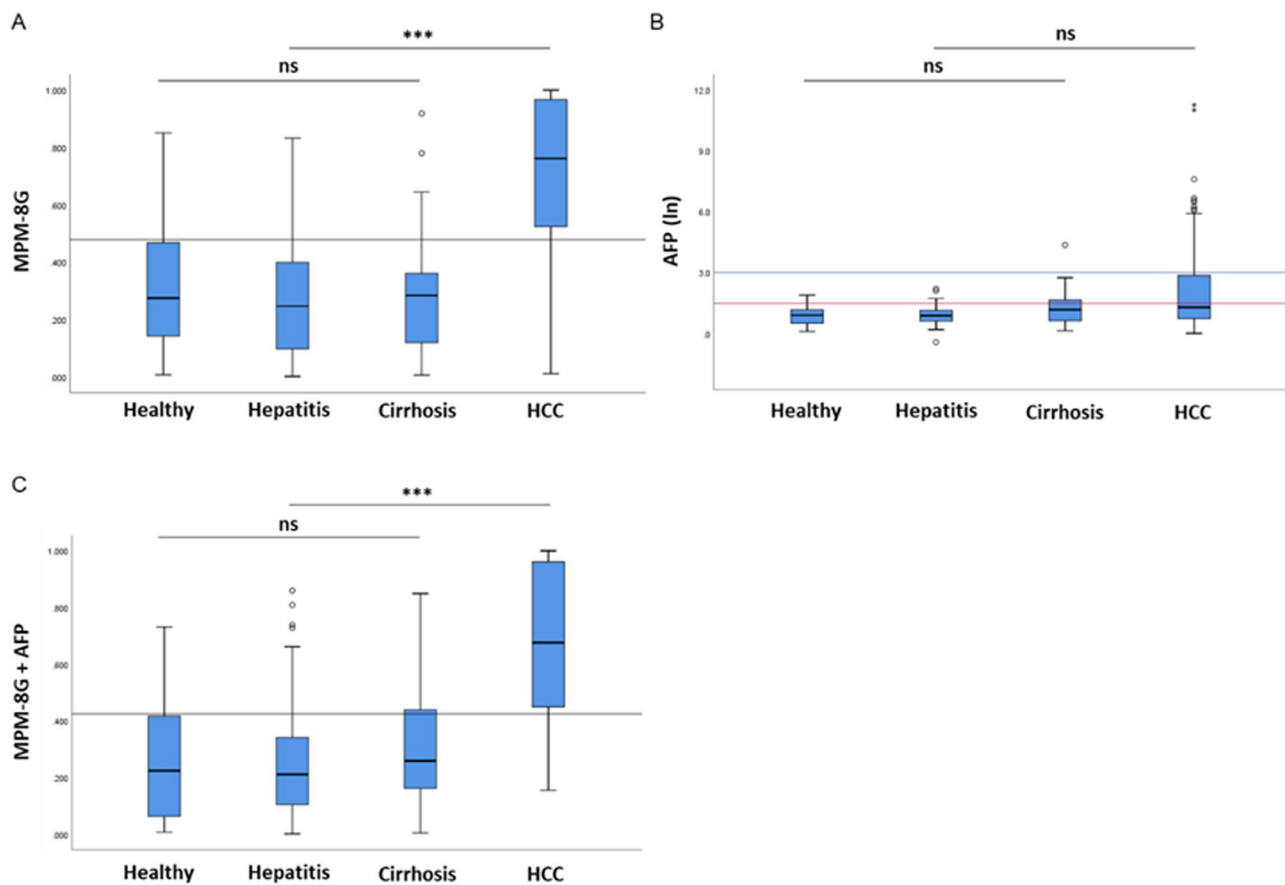 A
***
ns
1.000
.800
.600
.400
.200
.000
MPM-8G
Healthy Hepatitis Cirrhosis HCC
B
ns
ns
12.0
9.0
6.0
3.0
.0
AFP (ln)
Healthy Hepatitis Cirrhosis HCC
C
***
ns
1.000
.800
.600
.400
.200
.000
MPM-8G + AFP
Healthy Hepatitis Cirrhosis HCC